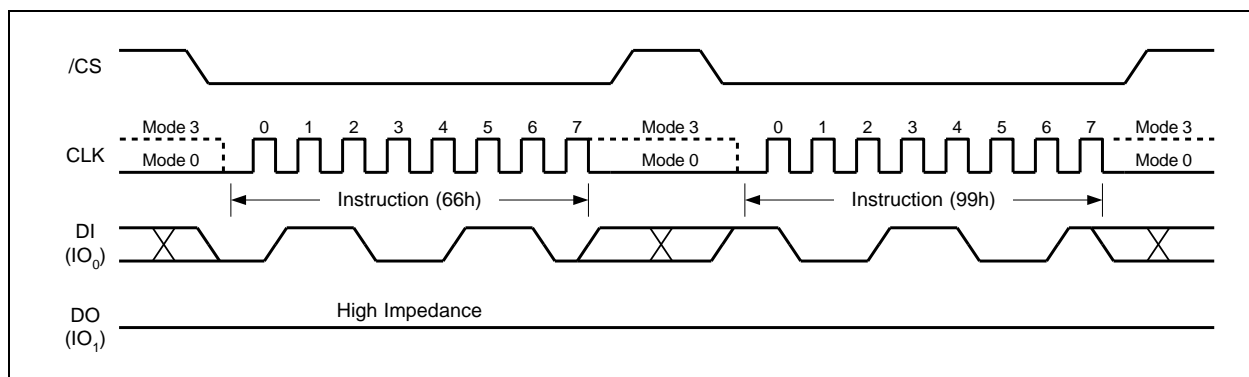 /CS
Mode 3 0 1 2 3 4 5 6 7 Mode 3 0 1 2 3 4 5 6 7 Mode 3
CLK
Mode 0 Mode 0 Mode 0
Instruction (66h) Instruction (99h)
DI
(IO0)
High Impedance
DO
(IO1)